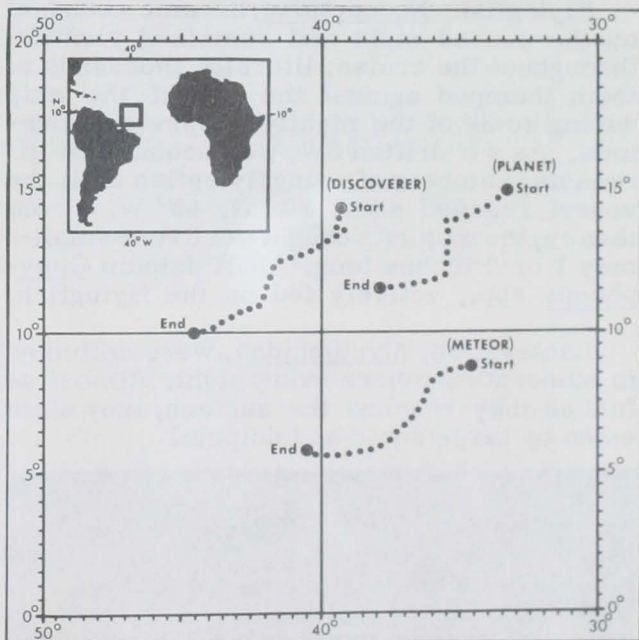 50° 40° 30°
20°
40°
N
10° 10°
40°W
(DISCOVERER)
Start
(PLANET)
Start
15° 15°
End
End
10° 10°
(METEOR)
Start
End
5° 5°
0° 0°
50° 40° 30°